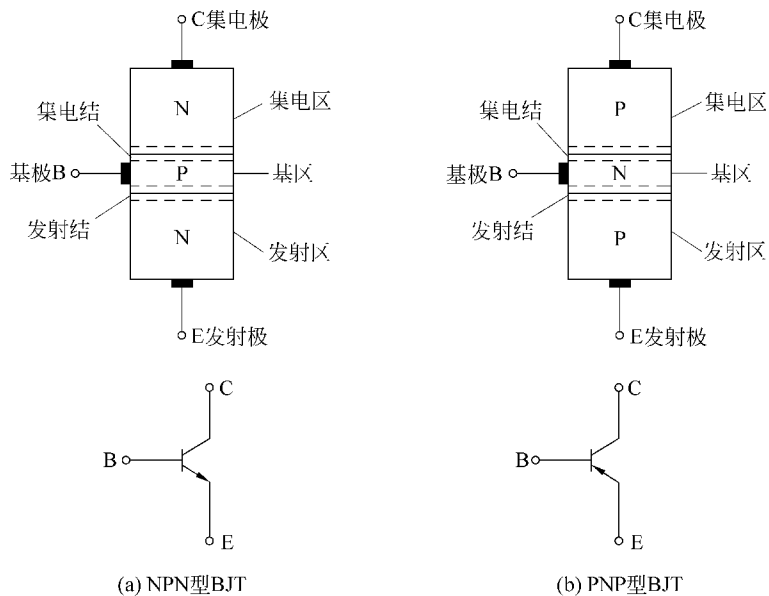 C集电极
N
集电区
集电结
基极B
P
基区
发射结
N
发射区
E发射极
C
B
E
(a) NPN型BJT
C集电极
P
集电区
集电结
基极B
N
基区
发射结
P
发射区
E发射极
C
B
E
(b) PNP型BJT